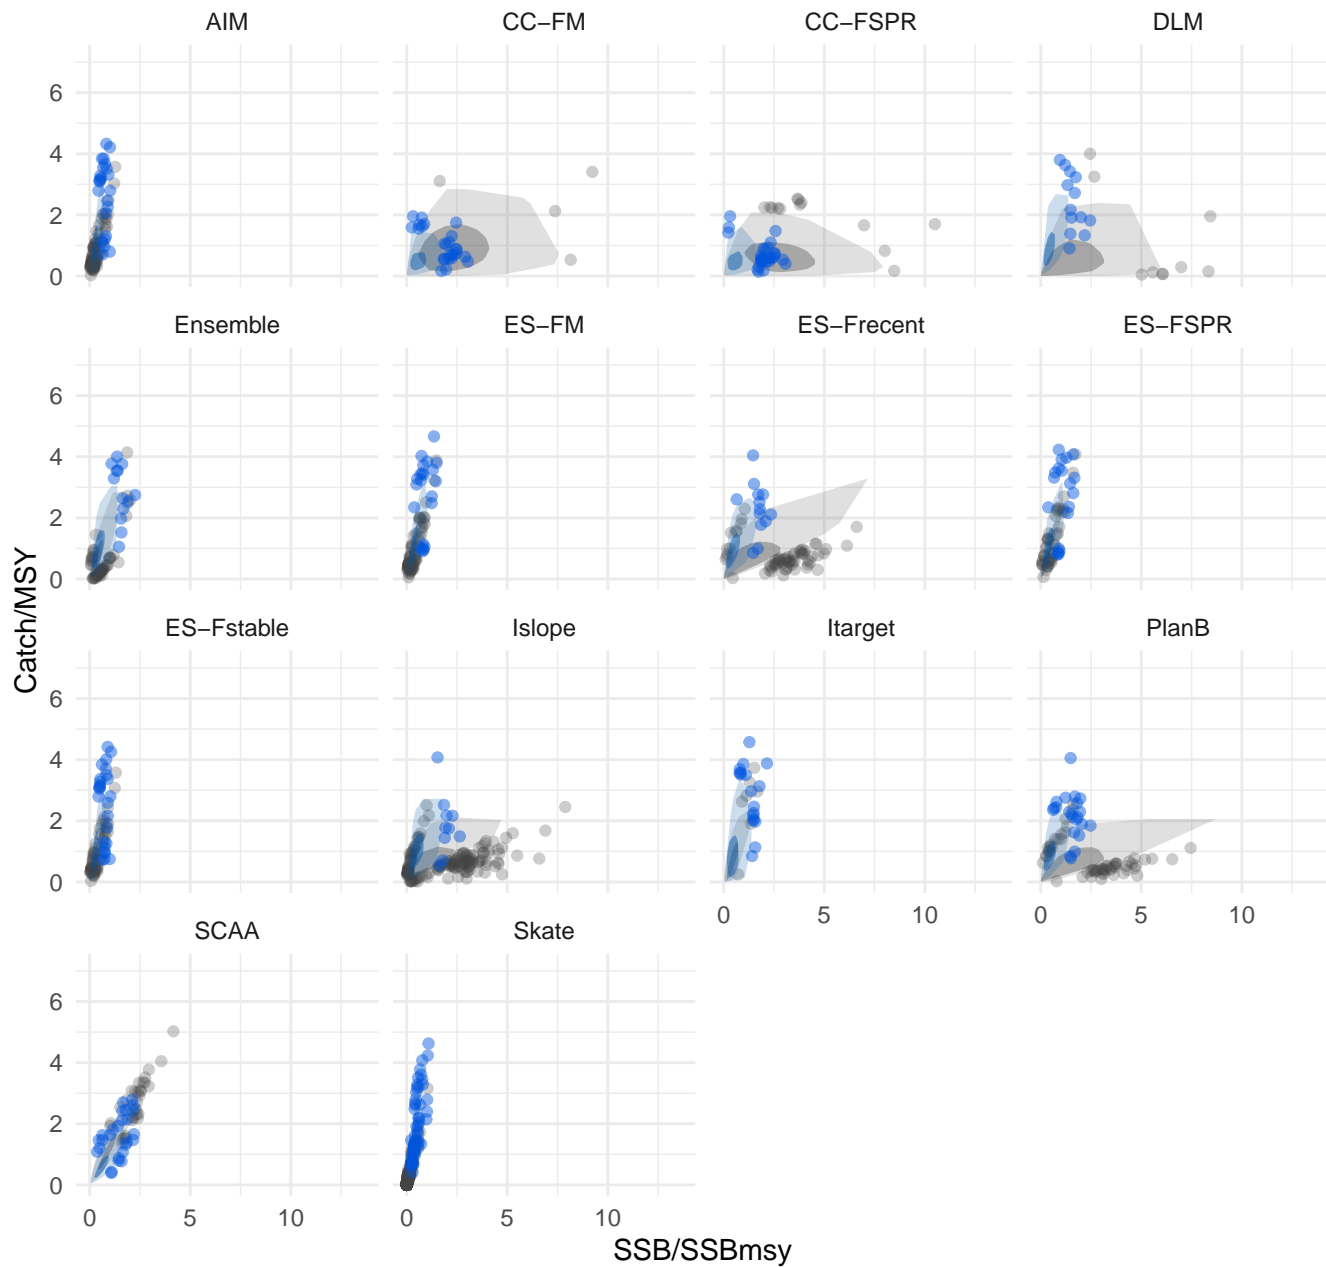 AIM CC−FM CC−FSPR DLM
6
4
2
0
Ensemble ES−FM ES−Frecent ES−FSPR
6
4
2
0
ES−Fstable Islope Itarget PlanB
6
4
2
0
0 5 10 0 5 10
SCAA Skate
6
4
2
0
0 5 10 0 5 10
Catch/MSY
SSB/SSBmsy